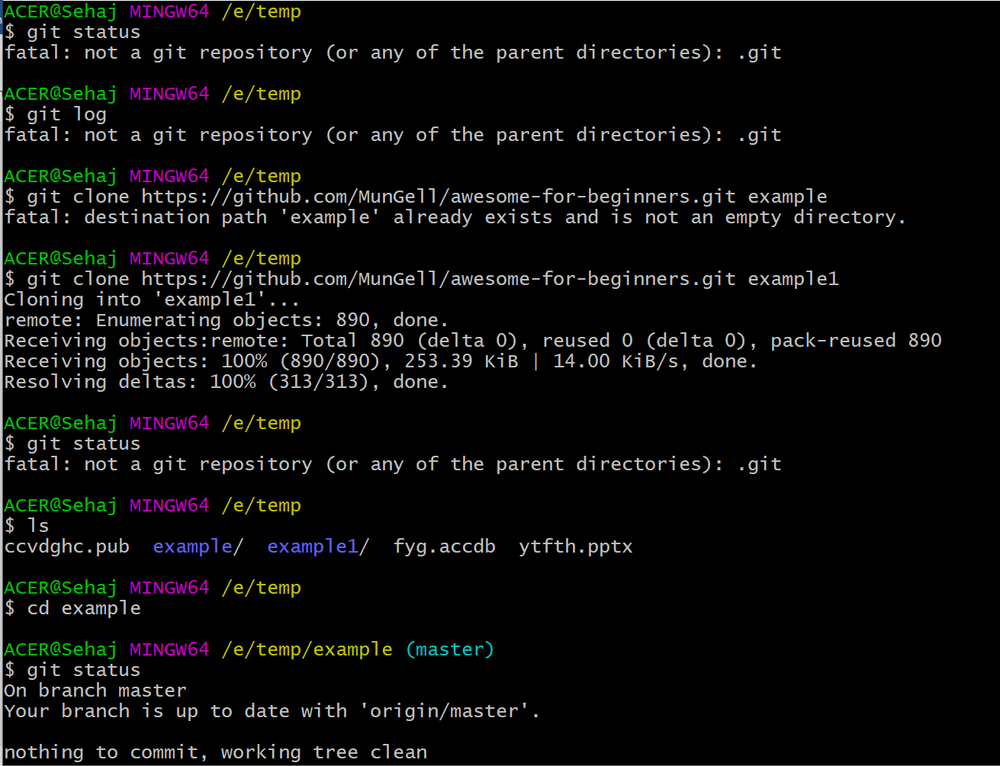 ACER@Sehaj MINGW64 /e/temp
$ git status
fatal: not a git repository (or any of the parent directories): .git
ACER@Sehaj MINGW64 /e/temp
$ git log
fatal: not a git repository (or any of the parent directories): .git
ACER@Sehaj MINGW64 /e/temp
$ git clone https://github.com/MunGell/awesome-for-beginners.git example
fatal: destination path 'example' already exists and is not an empty directory.
ACER@Sehaj MINGW64 /e/temp
$ git clone https://github.com/MunGell/awesome-for-beginners.git example1
Cloning into 'example1'...
remote: Enumerating objects: 890, done.
Receiving objects:remote: Total 890 (delta 0), reused 0 (delta 0), pack-reused 890
Receiving objects: 100% (890/890), 253.39 KiB | 14.00 KiB/s, done.
Resolving deltas: 100% (313/313), done.
ACER@Sehaj MINGW64 /e/temp
$ git status
fatal: not a git repository (or any of the parent directories): .git
ACER@Sehaj MINGW64 /e/temp
$ ls
ccvdghc.pub  example/  example1/  fyg.accdb  ytfth.pptx
ACER@Sehaj MINGW64 /e/temp
$ cd example
ACER@Sehaj MINGW64 /e/temp/example (master)
$ git status
On branch master
Your branch is up to date with 'origin/master'.
nothing to commit, working tree clean